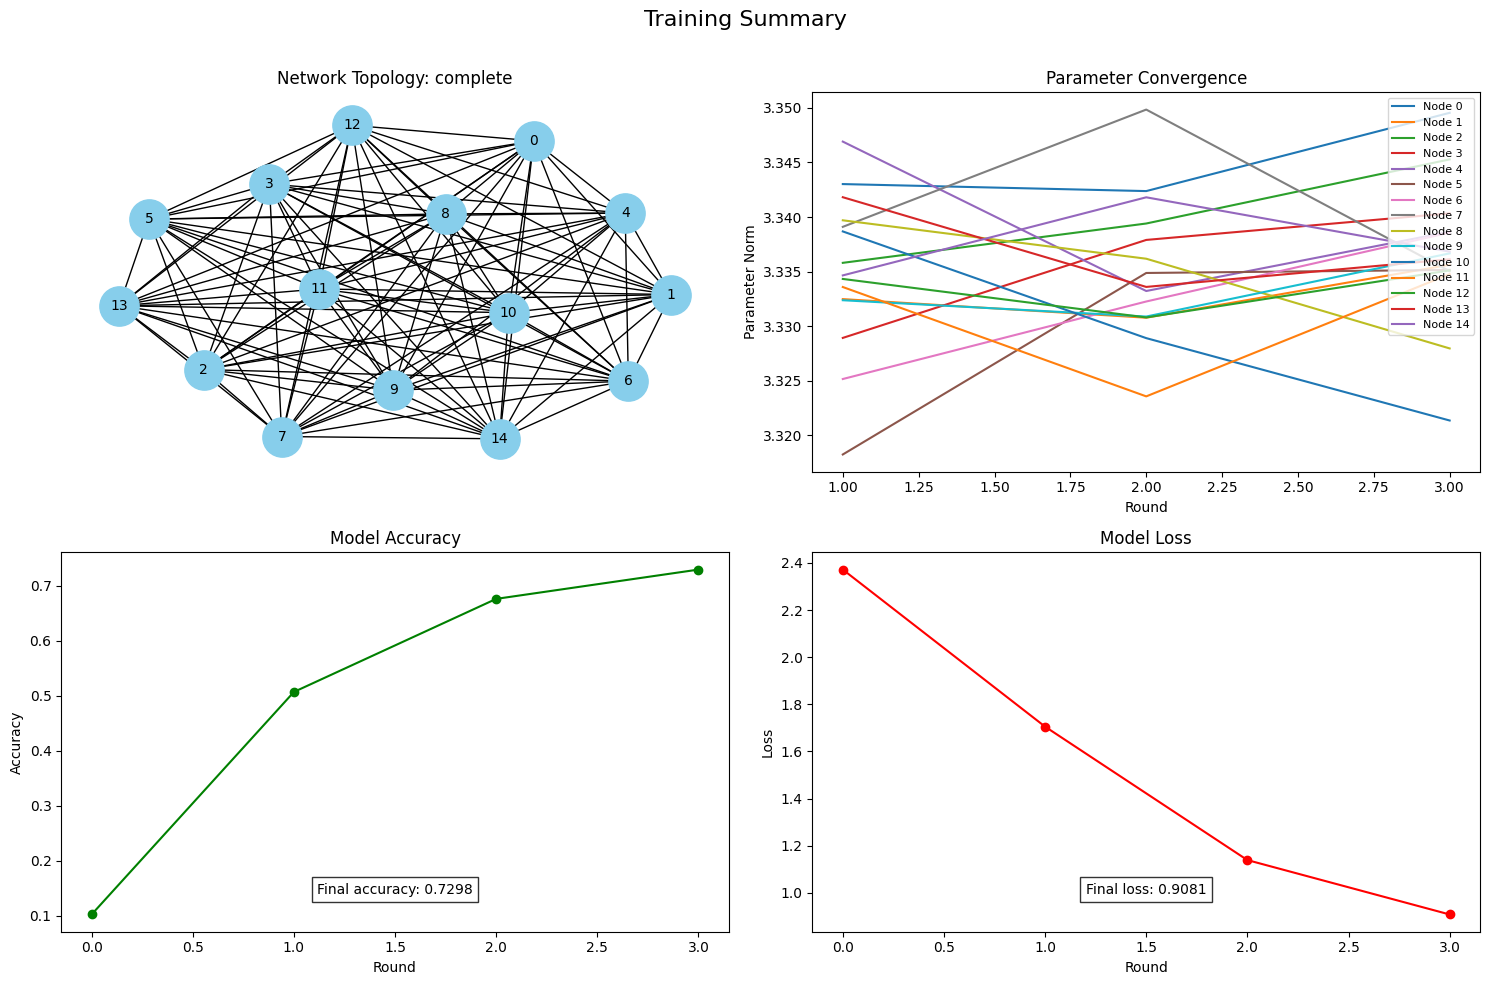 Training Summary
Network Topology: complete
12
0
3
8
4
5
11
1
13
10
2
9
6
7
14
Parameter Convergence
Parameter Norm
3.350
3.345
3.340
3.335
3.330
3.325
3.320
Node 0
Node 1
Node 2
Node 3
Node 4
Node 5
Node 6
Node 7
Node 8
Node 9
Node 10
Node 11
Node 12
Node 13
Node 14
1.00 1.25 1.50 1.75 2.00 2.25 2.50 2.75 3.00
Round
Model Accuracy
Accuracy
0.7
0.6
0.5
0.4
0.3
0.2
0.1
Final accuracy: 0.7298
0.0 0.5 1.0 1.5 2.0 2.5 3.0
Round
Model Loss
Loss
2.4
2.2
2.0
1.8
1.6
1.4
1.2
1.0
Final loss: 0.9081
0.0 0.5 1.0 1.5 2.0 2.5 3.0
Round